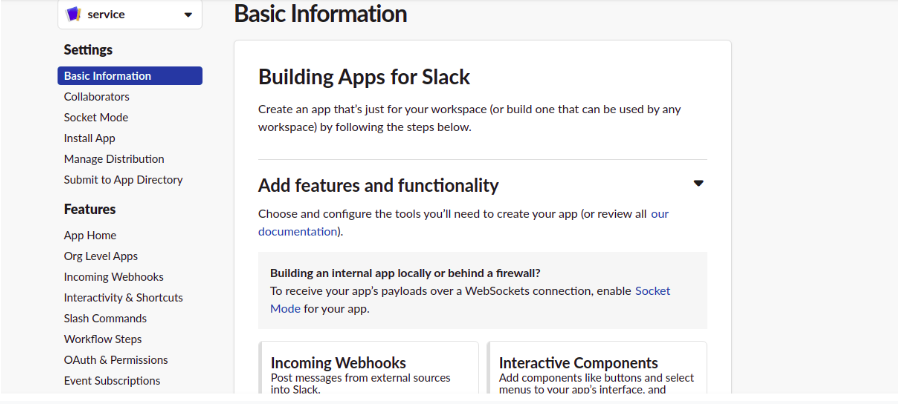 service
Basic Information
Settings
Basic Information
Collaborators
Socket Mode
Install App
Manage Distribution
Submit to App Directory
Features
App Home
Org Level Apps
Incoming Webhooks
Interactivity & Shortcuts
Slash Commands
Workflow Steps
OAuth & Permissions
Event Subscriptions
Building Apps for Slack
Create an app that's just for your workspace (or build one that can be used by any
workspace) by following the steps below.
Add features and functionality
Choose and configure the tools you'll need to create your app (or review all our
documentation).
Building an internal app locally or behind a firewall?
To receive your app's payloads over a WebSockets connection, enable Socket
Mode for your app.
Incoming Webhooks
Post messages from external sources
into Slack.
Interactive Components
Add components like buttons and select
menus to your app's interface, and